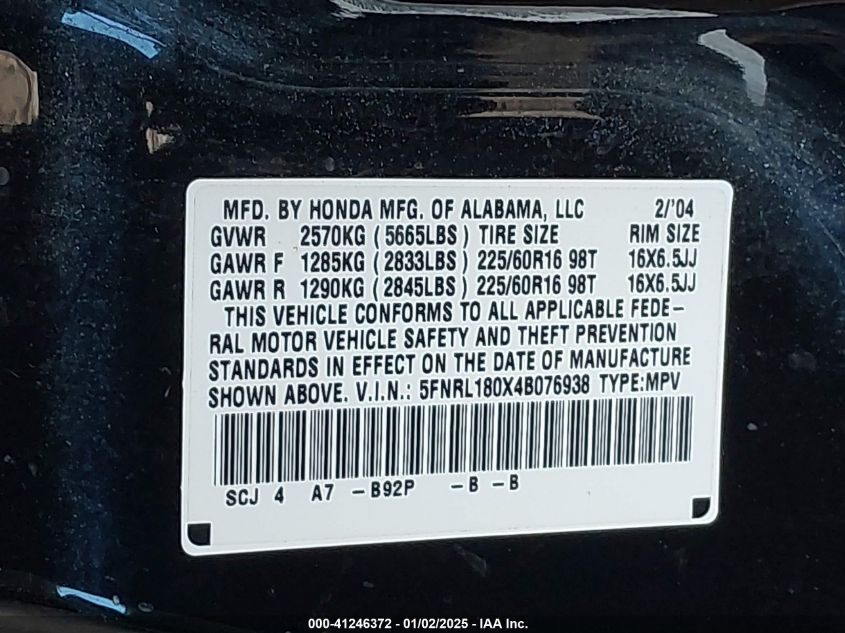 MFD. BY HONDA MFG. OF ALABAMA, LLC 2/'04
GVWR 2570KG (5665LBS) TIRE SIZE RIM SIZE
GAWR F 1285KG (2833LBS) 225/60R16 98T 16X6.5JJ
GAWR R 1290KG (2845LBS) 225/60R16 98T 16X6.5JJ
THIS VEHICLE CONFORMS TO ALL APPLICABLE FEDE-
RAL MOTOR VEHICLE SAFETY AND THEFT PREVENTION
STANDARDS IN EFFECT ON THE DATE OF MANUFACTURE
SHOWN ABOVE. V.I.N.: 5FNRL180X4B076938 TYPE:MPV
SCJ 4 A7 -B92P -B -B
000-41246372 - 01/02/2025 - IAA Inc.